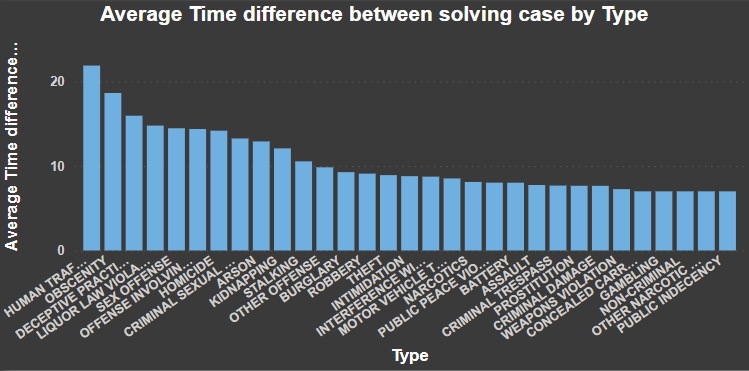 Average Time difference between solving case by Type
Average Time difference...
20
10
0
HUMAN TRAF...
OBSCENITY
DECEPTIVE PRACTI...
LIQUOR LAW VIOLA...
SEX OFFENSE
OFFENSE INVOLVIN...
HOMICIDE
CRIMINAL SEXUAL ...
ARSON
KIDNAPPING
STALKING
OTHER OFFENSE
BURGLARY
ROBBERY
THEFT
INTIMIDATION
INTERFERENCE WI...
MOTOR VEHICLE T...
NARCOTICS
PUBLIC PEACE VIO...
BATTERY
ASSAULT
CRIMINAL TRESPASS
PROSTITUTION
CRIMINAL DAMAGE
WEAPONS VIOLATION
CONCEALED CARR...
GAMBLING
NON-CRIMINAL
OTHER NARCOTIC ...
PUBLIC INDECENCY
Type